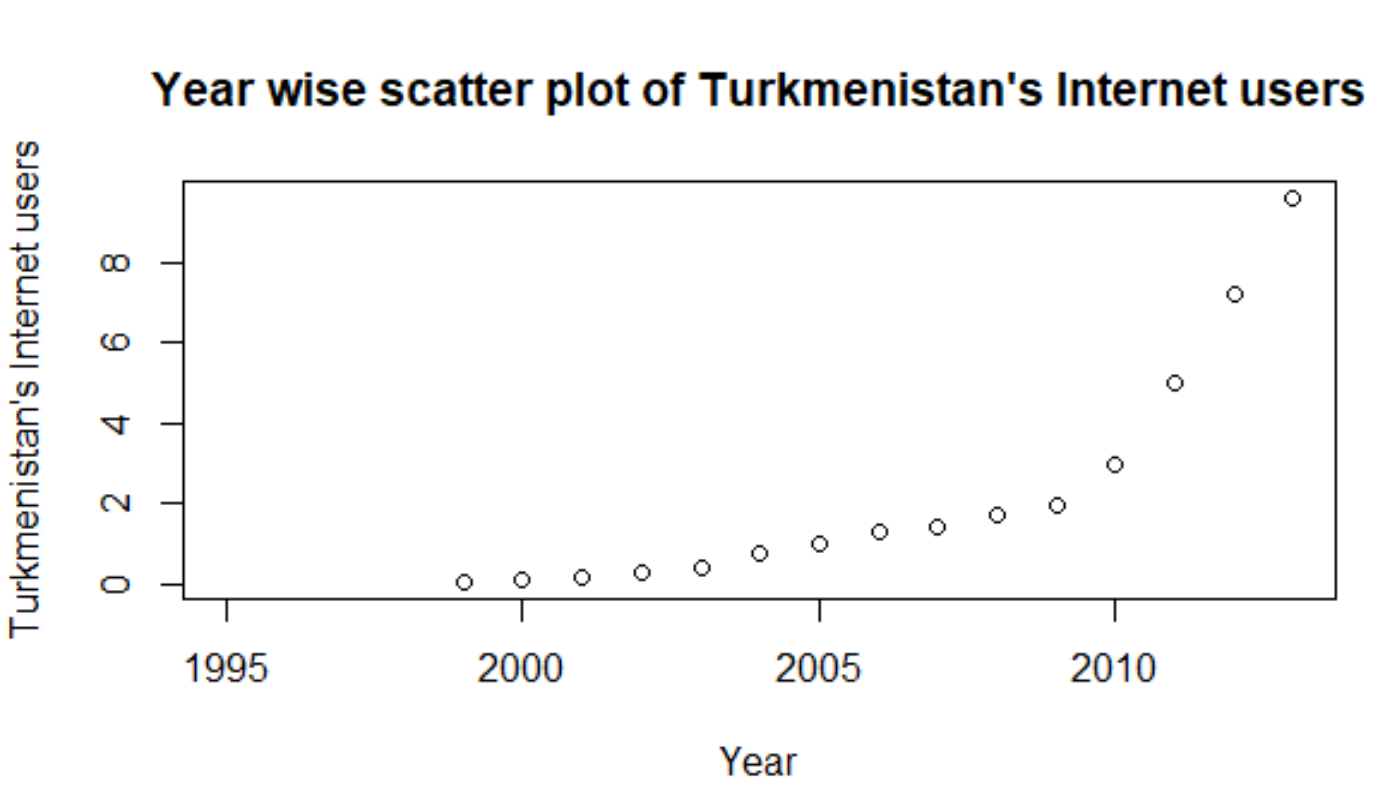 Year wise scatter plot of Turkmenistan's Internet users
Turkmenistan's Internet users
8
6
4
2
0
1995 2000 2005 2010
Year